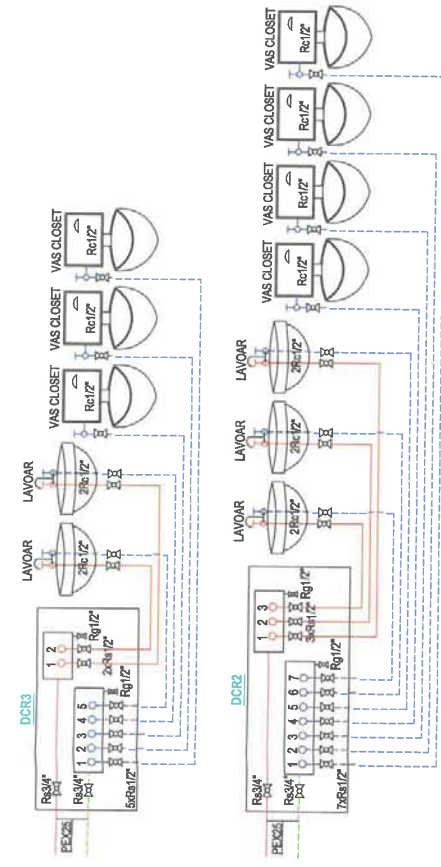 DCR3
PEX25
Rs3/4"
Rs3/4"
1 2
Rg1/2"
2xRs1/2"
1 2 3 4 5
Rg1/2"
5xRs1/2"
LAVOAR
2Rc1/2"
LAVOAR
2Rc1/2"
VAS CLOSET
Rc1/2"
VAS CLOSET
Rc1/2"
VAS CLOSET
Rc1/2"
DCR2
PEX25
Rs3/4"
Rs3/4"
1 2 3
Rg1/2"
3xRs1/2"
1 2 3 4 5 6 7
Rg1/2"
7xRs1/2"
LAVOAR
2Rc1/2"
LAVOAR
2Rc1/2"
LAVOAR
2Rc1/2"
VAS CLOSET
Rc1/2"
VAS CLOSET
Rc1/2"
VAS CLOSET
Rc1/2"
VAS CLOSET
Rc1/2"